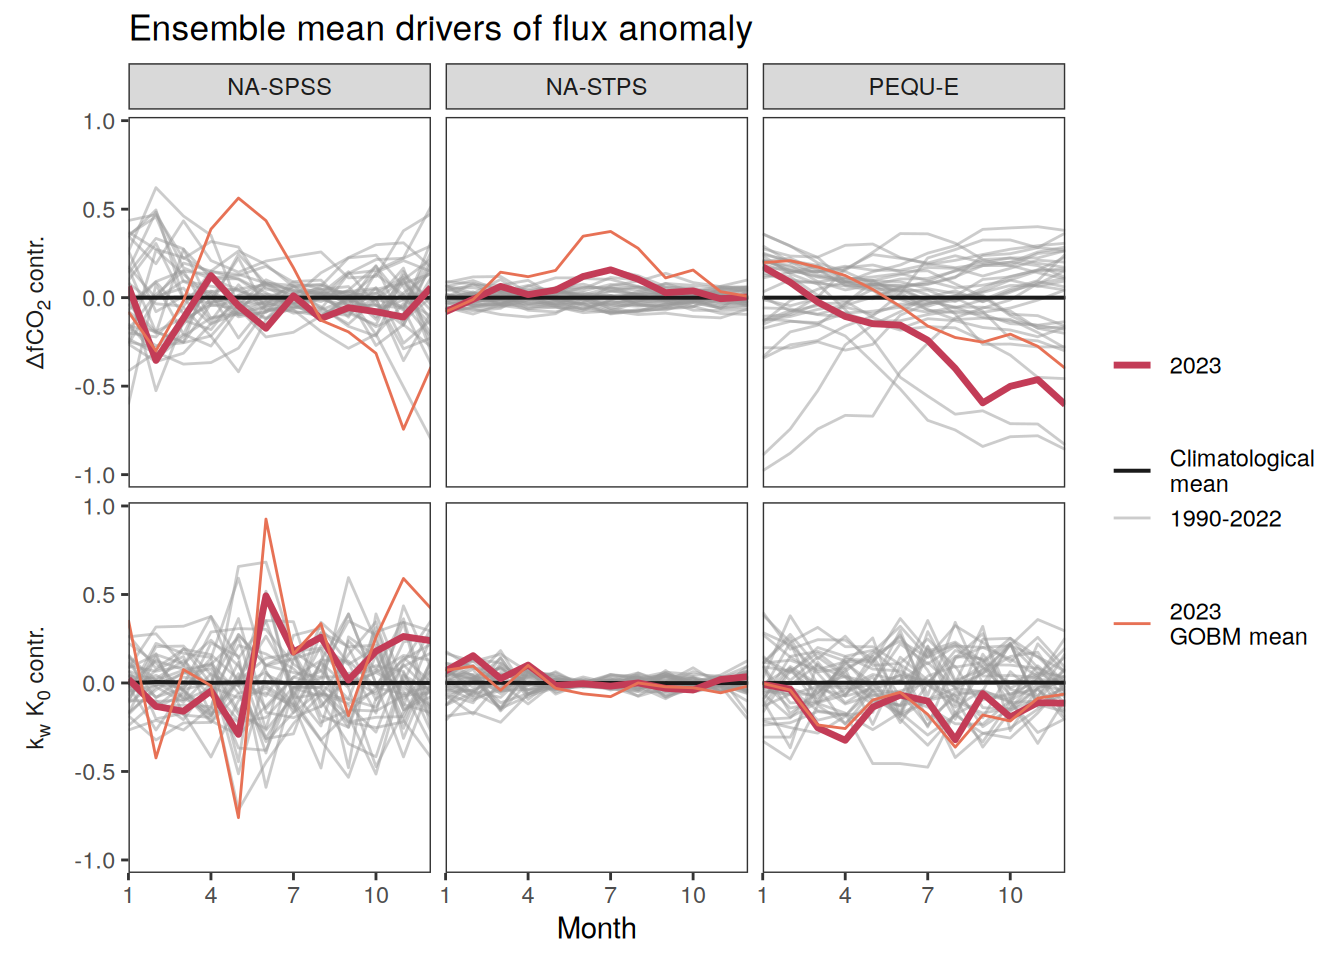 Ensemble mean drivers of flux anomaly
NA-SPSS NA-STPS PEQU-E
ΔfCO2 contr.
1.0
0.5
0.0
-0.5
-1.0
kw K0 contr.
1.0
0.5
0.0
-0.5
-1.0
1 4 7 10 1 4 7 10 1 4 7 10
Month
2023
Climatological
mean
1990-2022
2023
GOBM mean